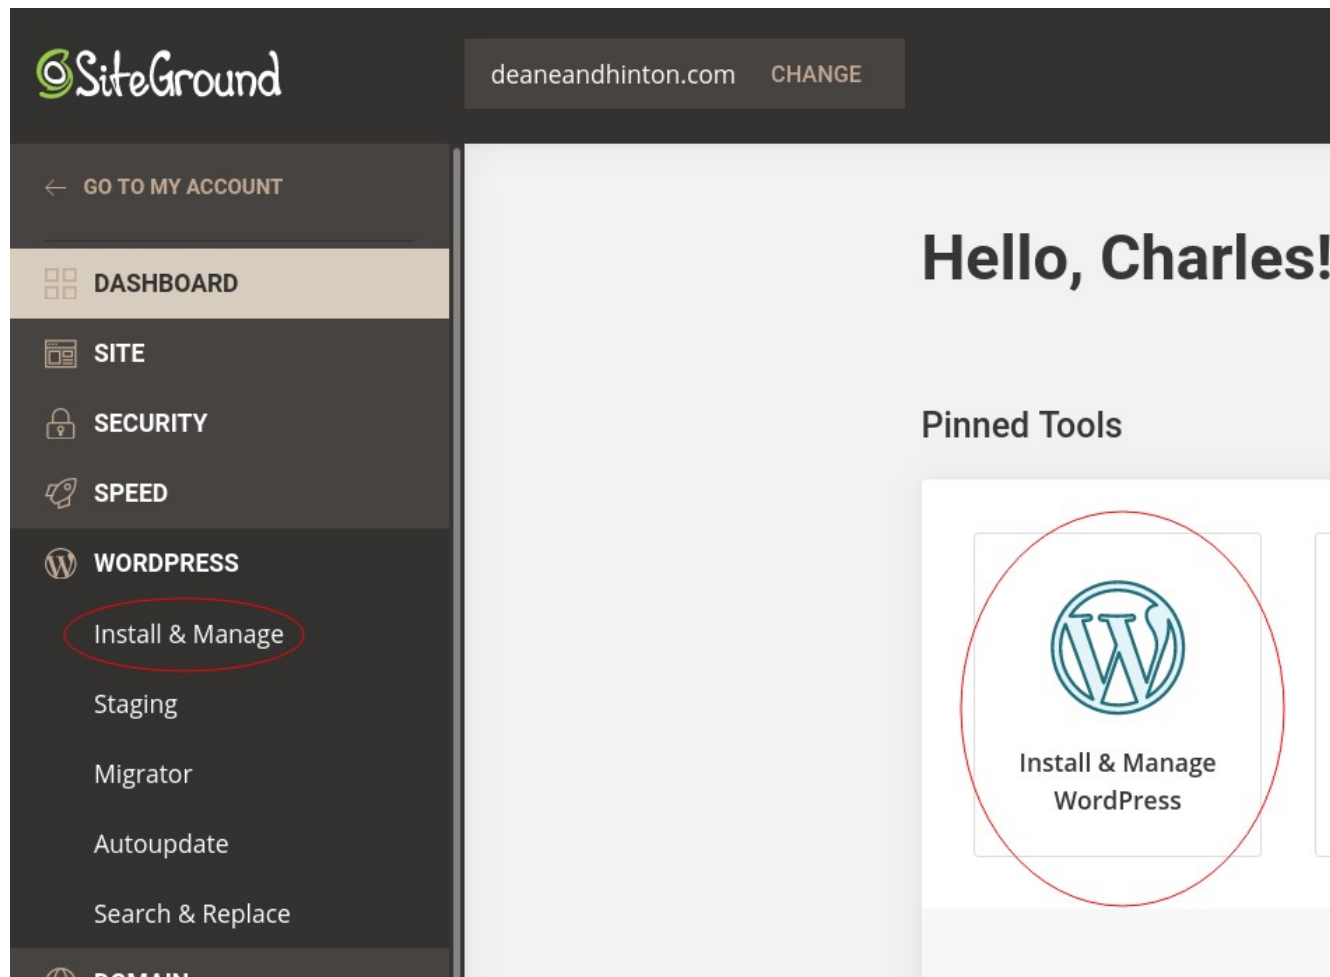 SiteGround
deaneandhinton.com CHANGE
GO TO MY ACCOUNT
DASHBOARD
SITE
SECURITY
SPEED
WORDPRESS
Install & Manage
Staging
Migrator
Autoupdate
Search & Replace
DOMAIN
Hello, Charles!
Pinned Tools
Install & Manage
WordPress